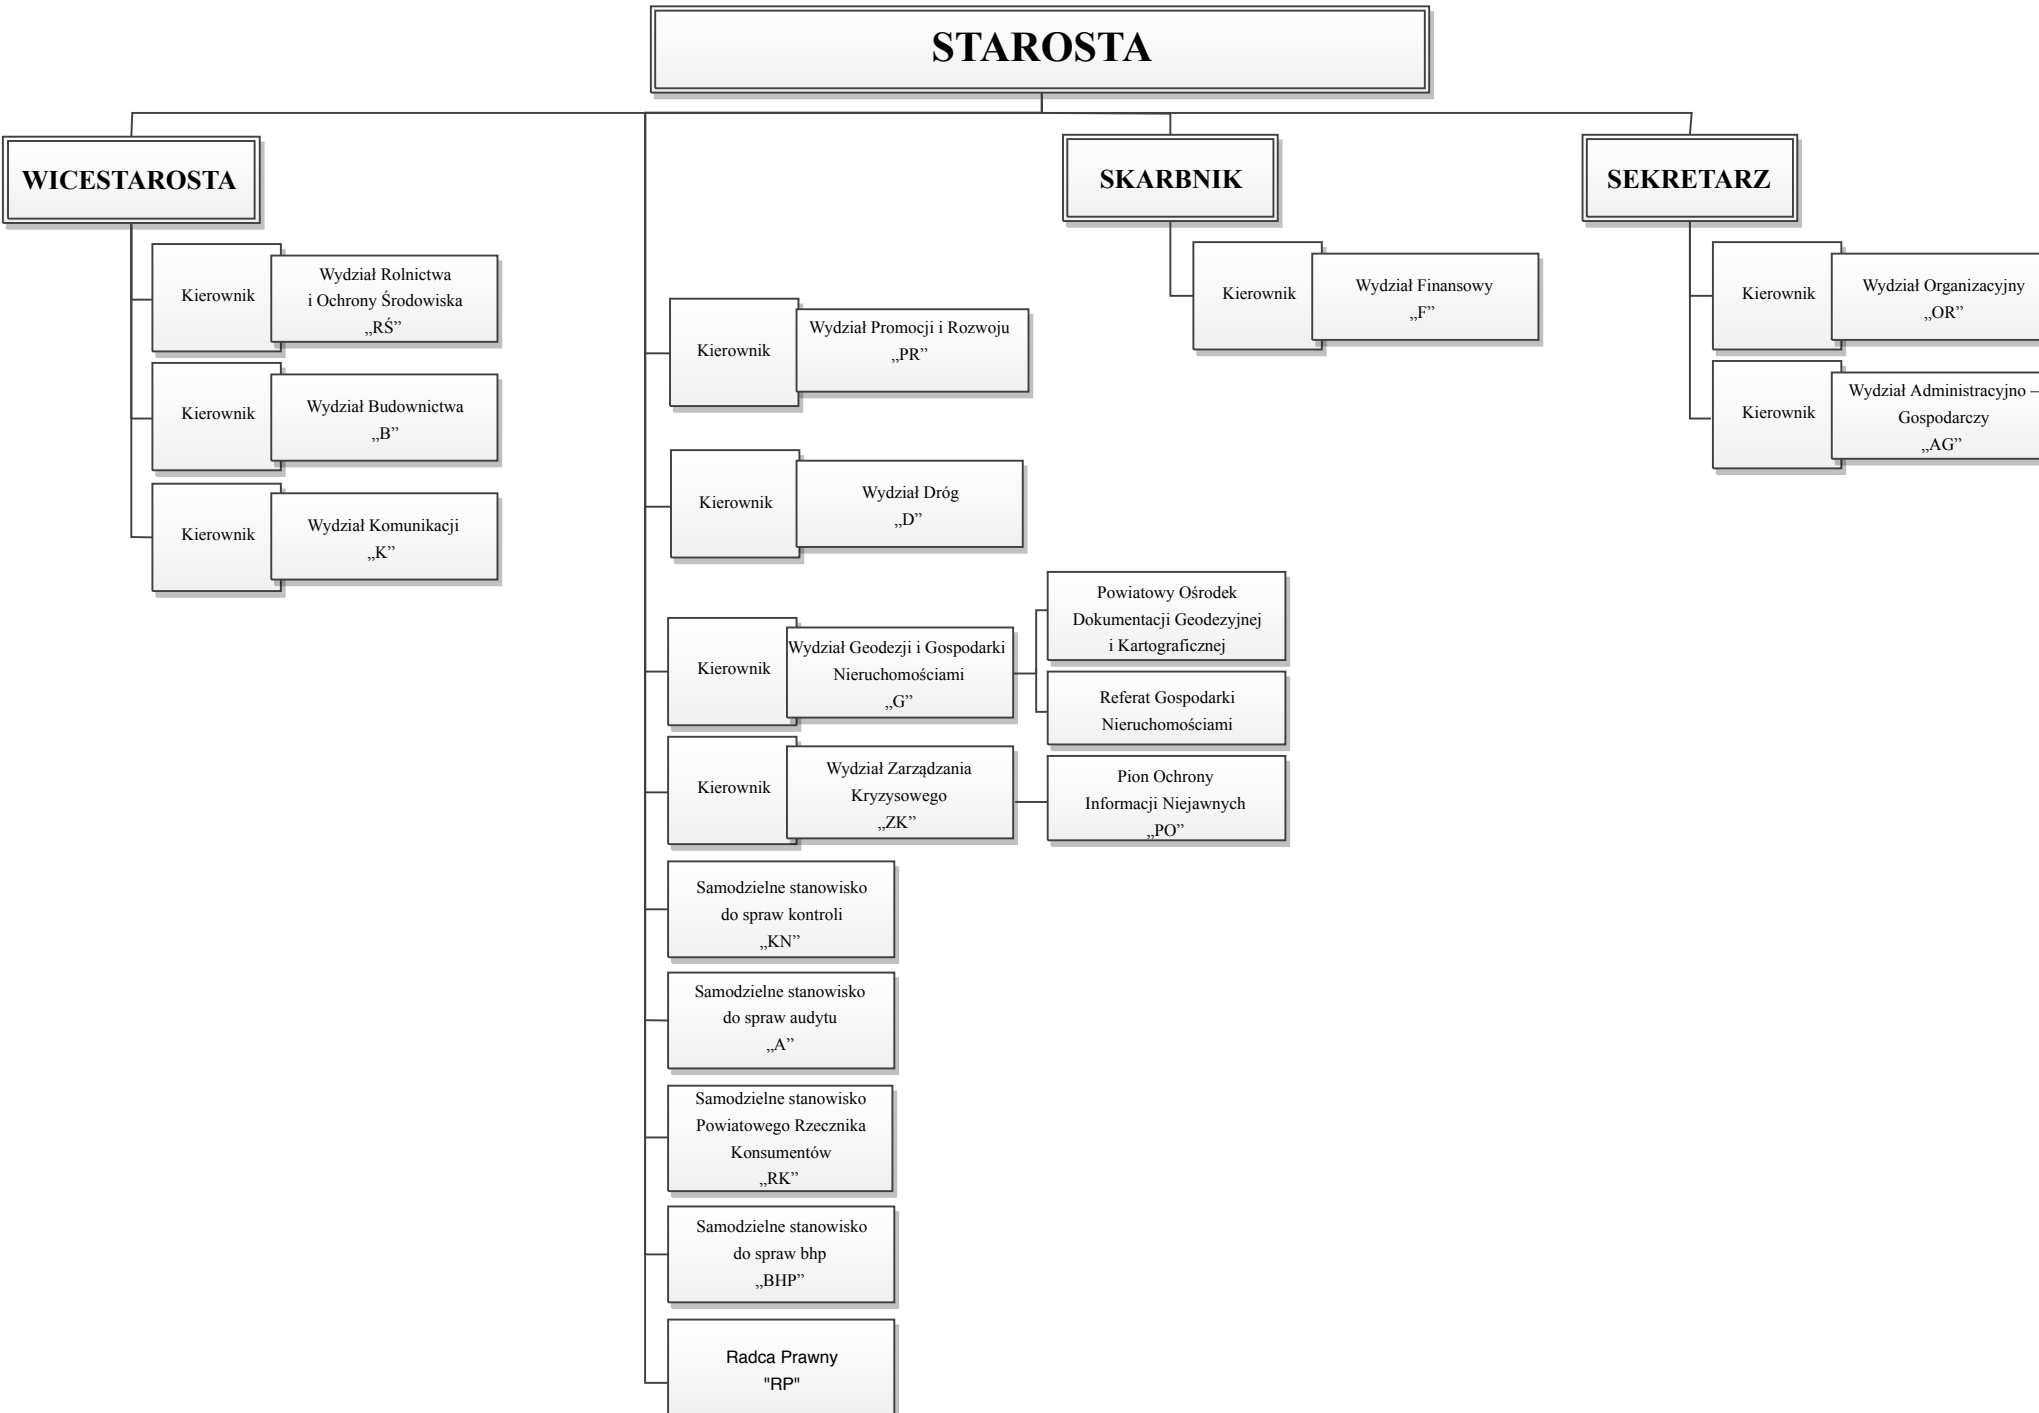 STAROSTA
WICESTAROSTA
Kierownik
Wydział Rolnictwa
i Ochrony Środowiska
„RŚ”
Kierownik
Wydział Budownictwa
„B”
Kierownik
Wydział Komunikacji
„K”
Kierownik
Wydział Promocji i Rozwoju
„PR”
Kierownik
Wydział Dróg
„D”
Kierownik
Wydział Geodezji i Gospodarki
Nieruchomościami
„G”
Powiatowy Ośrodek
Dokumentacji Geodezyjnej
i Kartograficznej
Referat Gospodarki
Nieruchomościami
Kierownik
Wydział Zarządzania
Kryzysowego
„ZK”
Pion Ochrony
Informacji Niejawnych
„PO”
Samodzielne stanowisko
do spraw kontroli
„KN”
Samodzielne stanowisko
do spraw audytu
„A”
Samodzielne stanowisko
Powiatowego Rzecznika
Konsumentów
„RK”
Samodzielne stanowisko
do spraw bhp
„BHP”
Radca Prawny
"RP"
SKARBNIK
Kierownik
Wydział Finansowy
„F”
SEKRETARZ
Kierownik
Wydział Organizacyjny
„OR”
Kierownik
Wydział Administracyjno –
Gospodarczy
„AG”